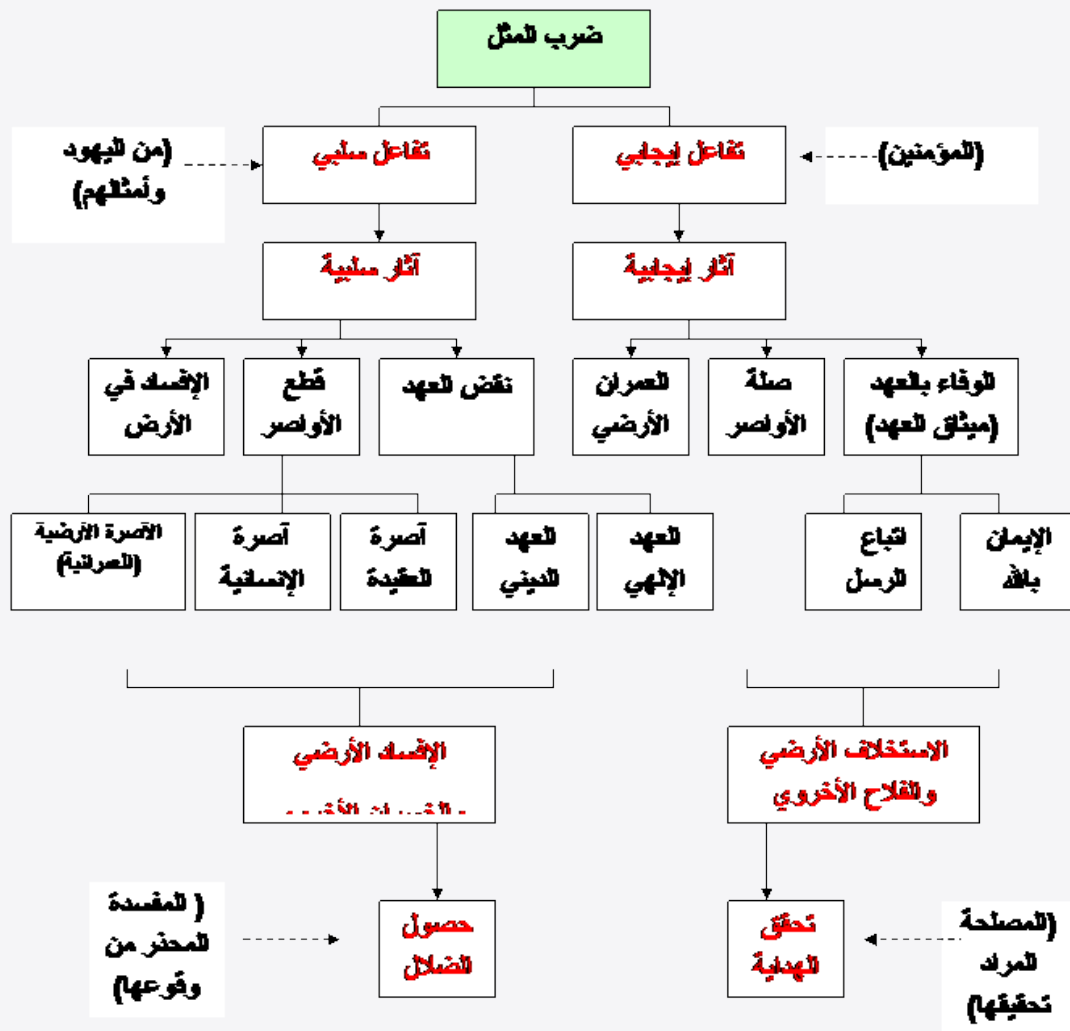 ضرب المثل
(المؤمنين)
تفاعل إيجابي
تفاعل سلبي
(من اليهود
وأمثالهم)
آثار إيجابية
آثار سلبية
الوفاء بالعهد
(ميثاق العهد)
صلة
الأواصر
العمران
الأرضي
نقض العهد
قطع
الأواصر
الإفساد في
الأرض
الإيمان
بالله
اتباع
الرسل
العهد
الإلهي
العهد
الديني
آصرة
العقيدة
آصرة
الإنسانية
الآصرة الأرضية
(العمرانية)
الاستخلاف الأرضي
والفلاح الأخروي
الإفساد الأرضي
(المصلحة
المراد
تحقيقها)
تحقق
الهداية
حصول
الضلال
( المفسدة
المحذر من
وقوعها)